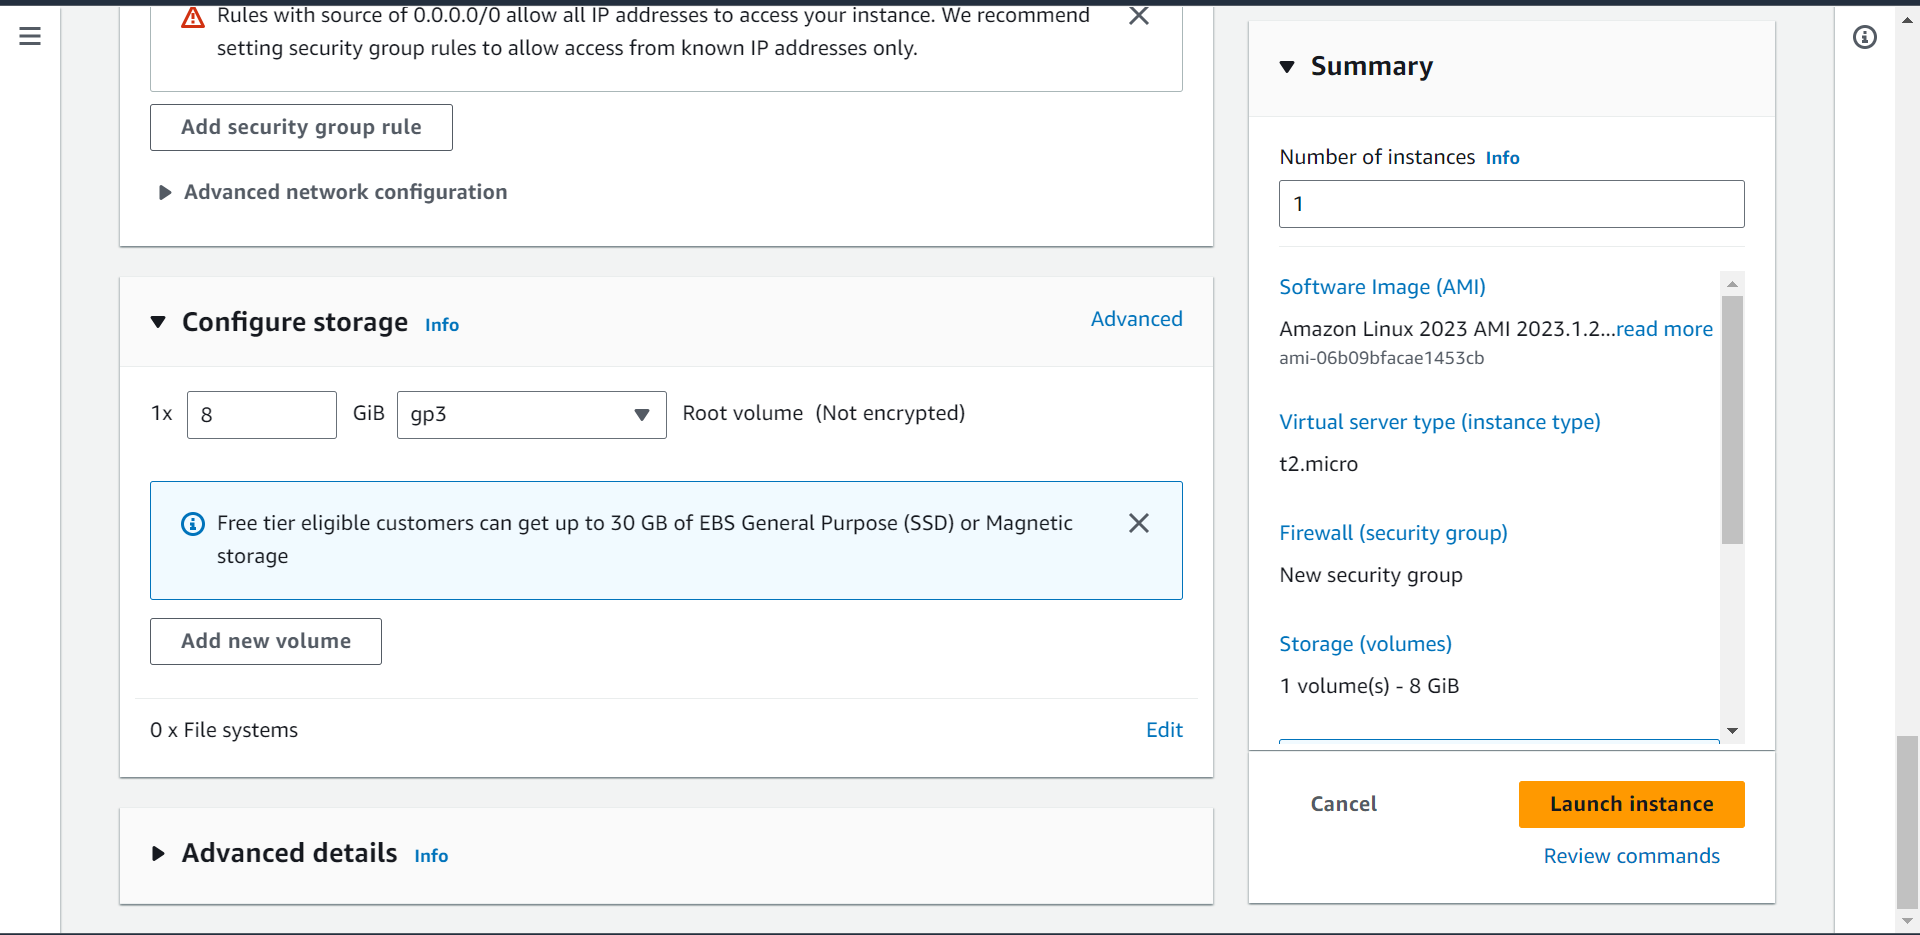 Rules with source of 0.0.0.0/0 allow all IP addresses to access your instance. We recommend
setting security group rules to allow access from known IP addresses only.
Add security group rule
Advanced network configuration
Configure storage Info
Advanced
1x 8 GiB gp3 Root volume (Not encrypted)
Free tier eligible customers can get up to 30 GB of EBS General Purpose (SSD) or Magnetic
storage
Add new volume
0 x File systems
Edit
Advanced details Info
Summary
Number of instances Info
1
Software Image (AMI)
Amazon Linux 2023 AMI 2023.1.2...read more
ami-06b09bfacae1453cb
Virtual server type (instance type)
t2.micro
Firewall (security group)
New security group
Storage (volumes)
1 volume(s) - 8 GiB
Cancel
Launch instance
Review commands